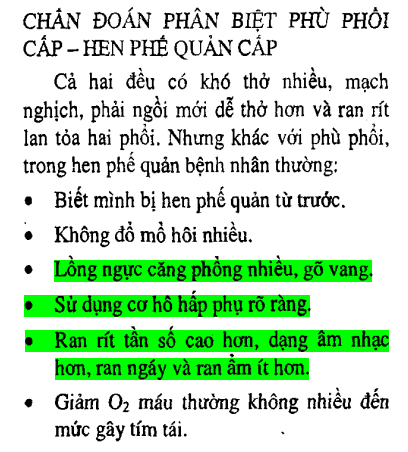 CHẨN ĐOÁN PHÂN BIỆT PHÙ PHỔI
CẤP – HEN PHẾ QUẢN CẤP
Cả hai đều có khó thở nhiều, mạch
nghịch, phải ngồi mới dễ thở hơn và ran rít
lan tỏa hai phổi. Nhưng khác với phù phổi,
trong hen phế quản bệnh nhân thường:
• Biết mình bị hen phế quản từ trước.
• Không đổ mồ hôi nhiều.
• Lồng ngực căng phồng nhiều, gõ vang.
• Sử dụng cơ hô hấp phụ rõ ràng.
• Ran rít tần số cao hơn, dạng âm nhạc
hơn, ran ngáy và ran ẩm ít hơn.
• Giảm O₂ máu thường không nhiều đến
mức gây tím tái.